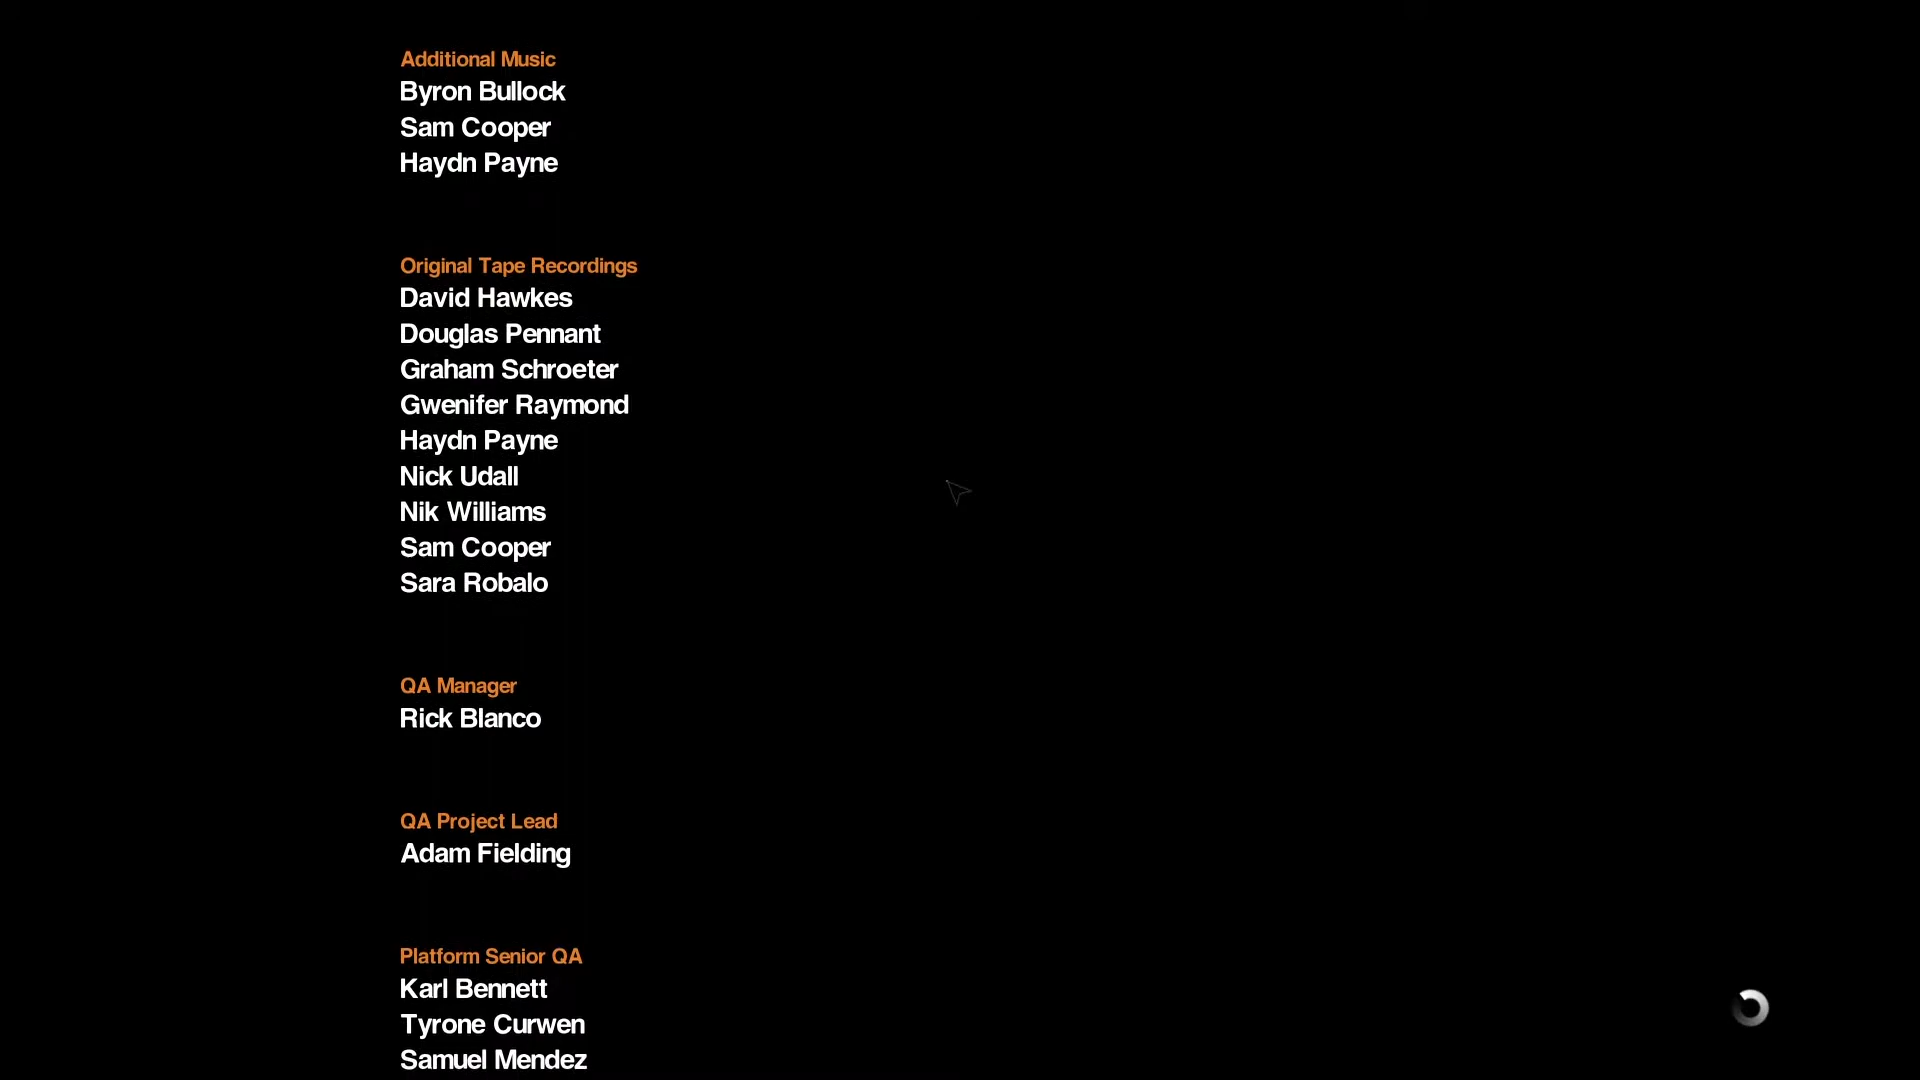 Additional Music
Byron Bullock
Sam Cooper
Haydn Payne
Original Tape Recordings
David Hawkes
Douglas Pennant
Graham Schroeter
Gwenifer Raymond
Haydn Payne
Nick Udall
Nik Williams
Sam Cooper
Sara Robalo
QA Manager
Rick Blanco
QA Project Lead
Adam Fielding
Platform Senior QA
Karl Bennett
Tyrone Curwen
Samuel Mendez